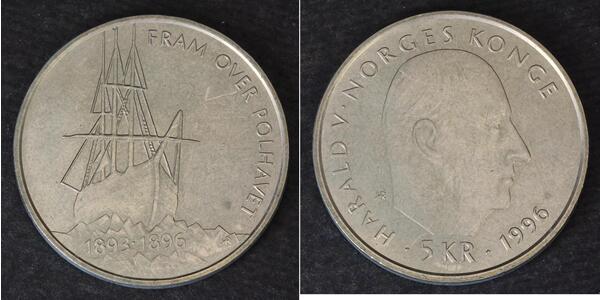 FRAM OVER POLHAVET
1893·1896
HARALD V · NORGES KONGE
· 5 KR · 1996